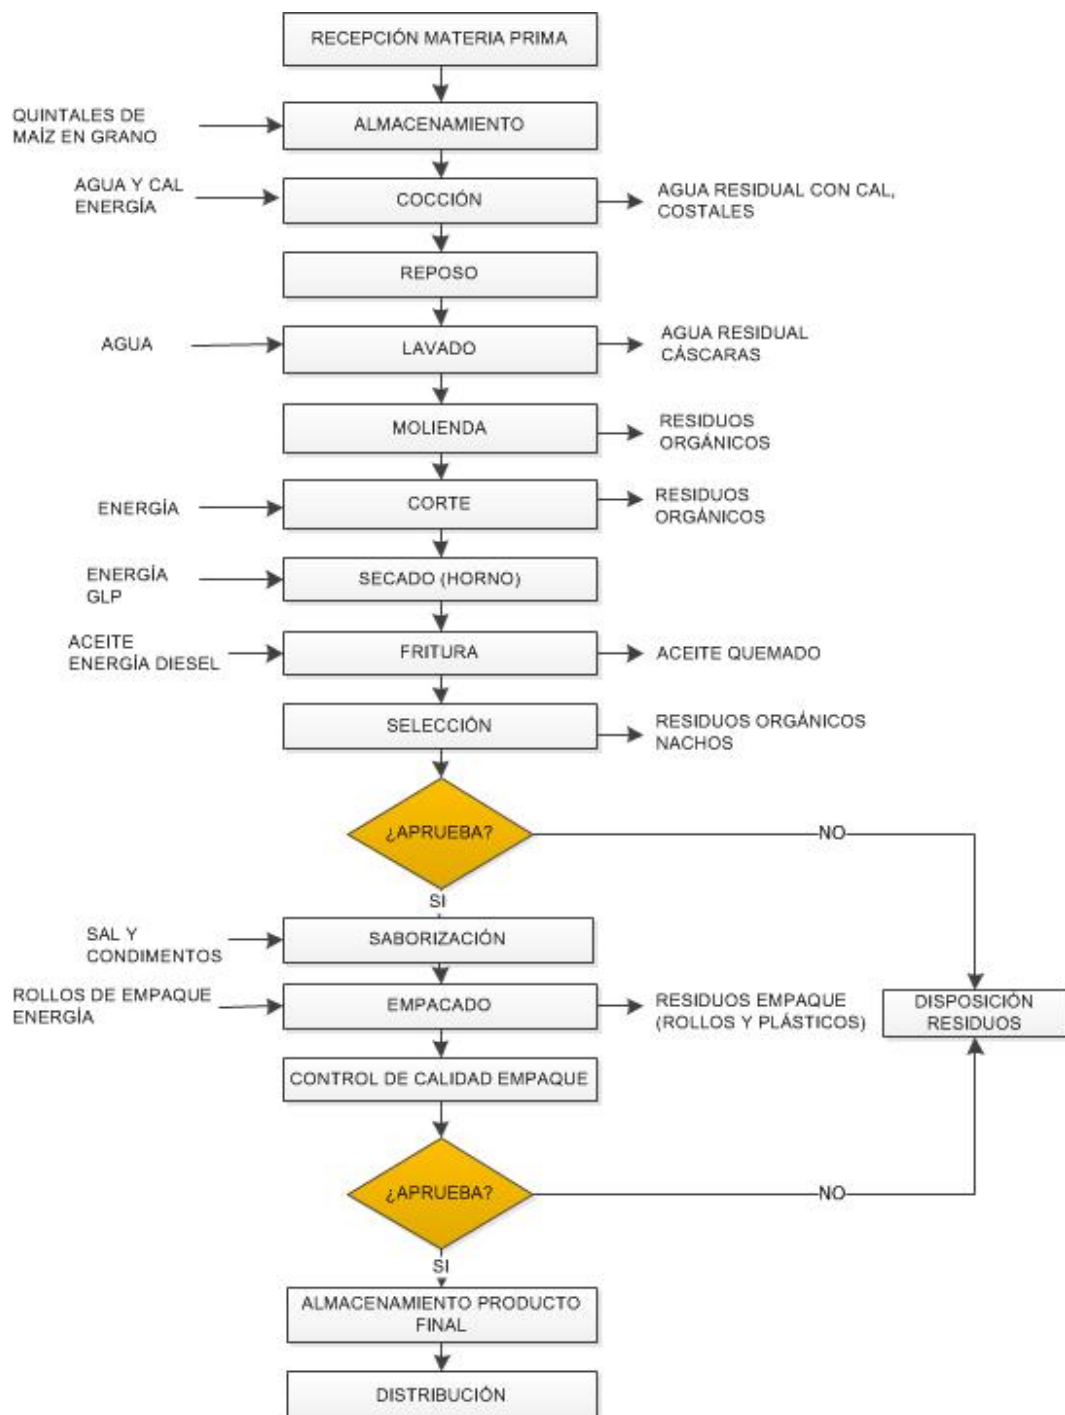 RECEPCIÓN MATERIA PRIMA
QUINTALES DE
MAÍZ EN GRANO
ALMACENAMIENTO
AGUA Y CAL
ENERGÍA
COCCIÓN
AGUA RESIDUAL CON CAL,
COSTALES
REPOSO
AGUA
LAVADO
AGUA RESIDUAL
CÁSCARAS
MOLIENDA
RESIDUOS
ORGÁNICOS
ENERGÍA
CORTE
RESIDUOS
ORGÁNICOS
ENERGÍA
GLP
SECADO (HORNO)
ACEITE
ENERGÍA DIESEL
FRITURA
ACEITE QUEMADO
SELECCIÓN
RESIDUOS ORGÁNICOS
NACHOS
¿APRUEBA?
NO
SI
SAL Y
CONDIMENTOS
SABORIZACIÓN
ROLLOS DE EMPAQUE
ENERGÍA
EMPACADO
RESIDUOS EMPAQUE
(ROLLOS Y PLÁSTICOS)
DISPOSICIÓN
RESIDUOS
CONTROL DE CALIDAD EMPAQUE
¿APRUEBA?
NO
SI
ALMACENAMIENTO PRODUCTO
FINAL
DISTRIBUCIÓN